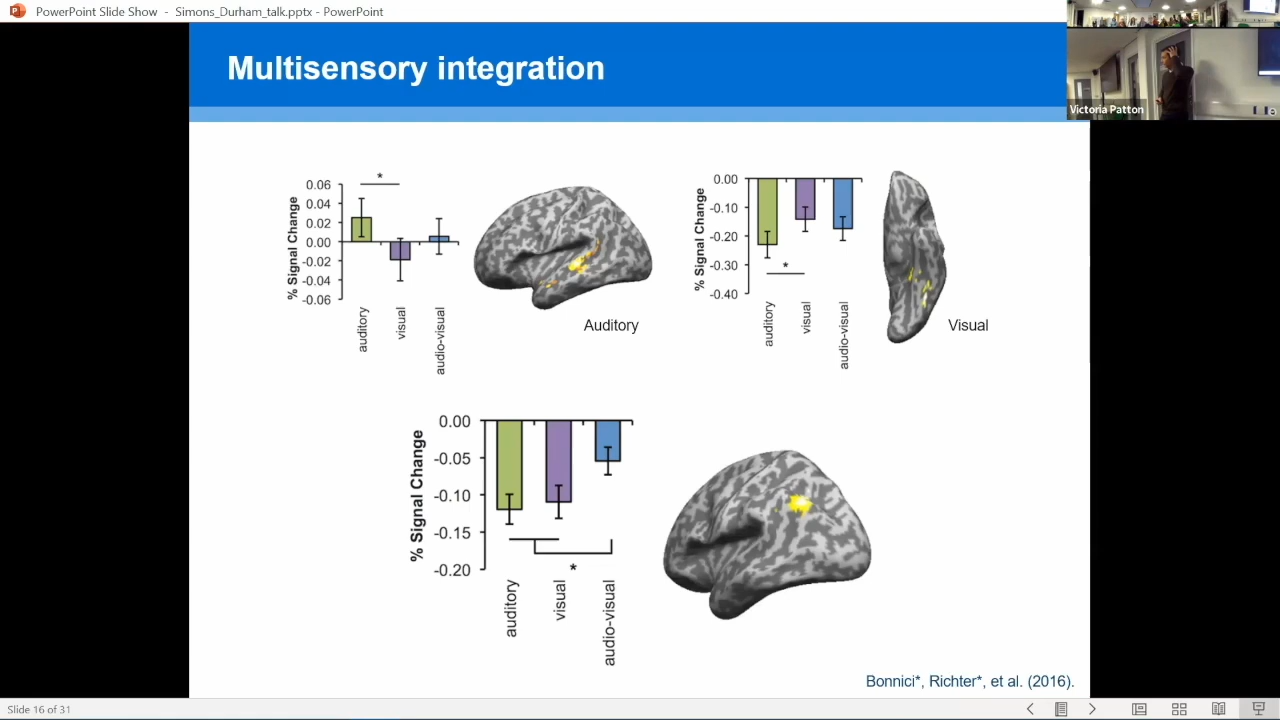 PowerPoint Slide Show - Simons_Durham_talk.pptx - PowerPoint
Multisensory integration
Victoria Patton
*
0.06
0.04
0.02
0.00
-0.02
-0.04
-0.06
% Signal Change
auditory
visual
audio-visual
Auditory
0.00
-0.10
-0.20
-0.30
-0.40
% Signal Change
*
auditory
visual
audio-visual
Visual
0.00
-0.05
-0.10
-0.15
-0.20
% Signal Change
*
auditory
visual
audio-visual
Bonnici*, Richter*, et al. (2016).
Slide 16 of 31